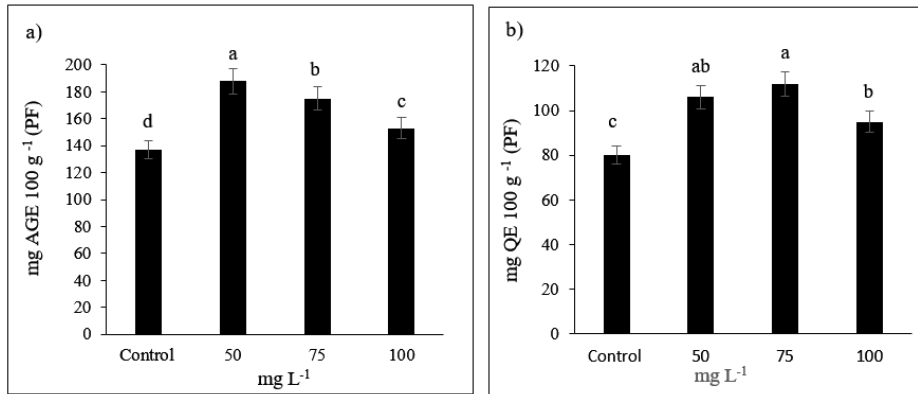 a)
mg AGE 100 g -1 (PF)
200
180
160
140
120
100
80
60
40
20
0
d
a
b
c
Control 50 75 100
mg L-1
b)
mg QE 100 g -1 (PF)
120
100
80
60
40
20
0
c
ab
a
b
Control 50 75 100
mg L-1